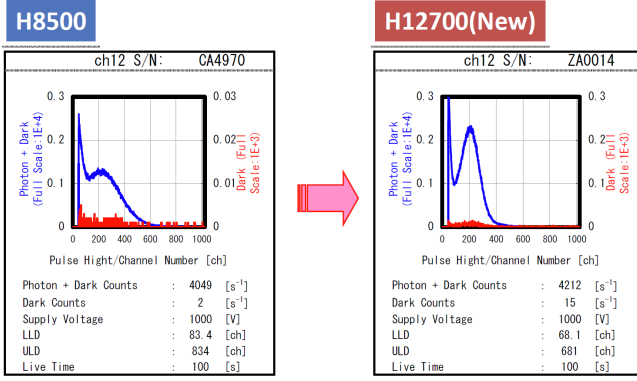 H8500
H12700(New)
ch12 S/N: CA4970
0.3
0.2
0.1
0
Photon + Dark
(Full Scale:1E+4)
0.03
0.02
0.01
0
Dark (Full
Scale:1E+3)
0 200 400 600 800 1000
Pulse Hight/Channel Number [ch]
Photon + Dark Counts : 4049 [s⁻¹]
Dark Counts : 2 [s⁻¹]
Supply Voltage : 1000 [V]
LLD : 83.4 [ch]
ULD : 834 [ch]
Live Time : 100 [s]
ch12 S/N: ZA0014
0.3
0.2
0.1
0
Photon + Dark
(Full Scale:1E+4)
0.3
0.2
0.1
0
Dark (Full
Scale:1E+3)
0 200 400 600 800 1000
Pulse Hight/Channel Number [ch]
Photon + Dark Counts : 4212 [s⁻¹]
Dark Counts : 15 [s⁻¹]
Supply Voltage : 1000 [V]
LLD : 68.1 [ch]
ULD : 681 [ch]
Live Time : 100 [s]